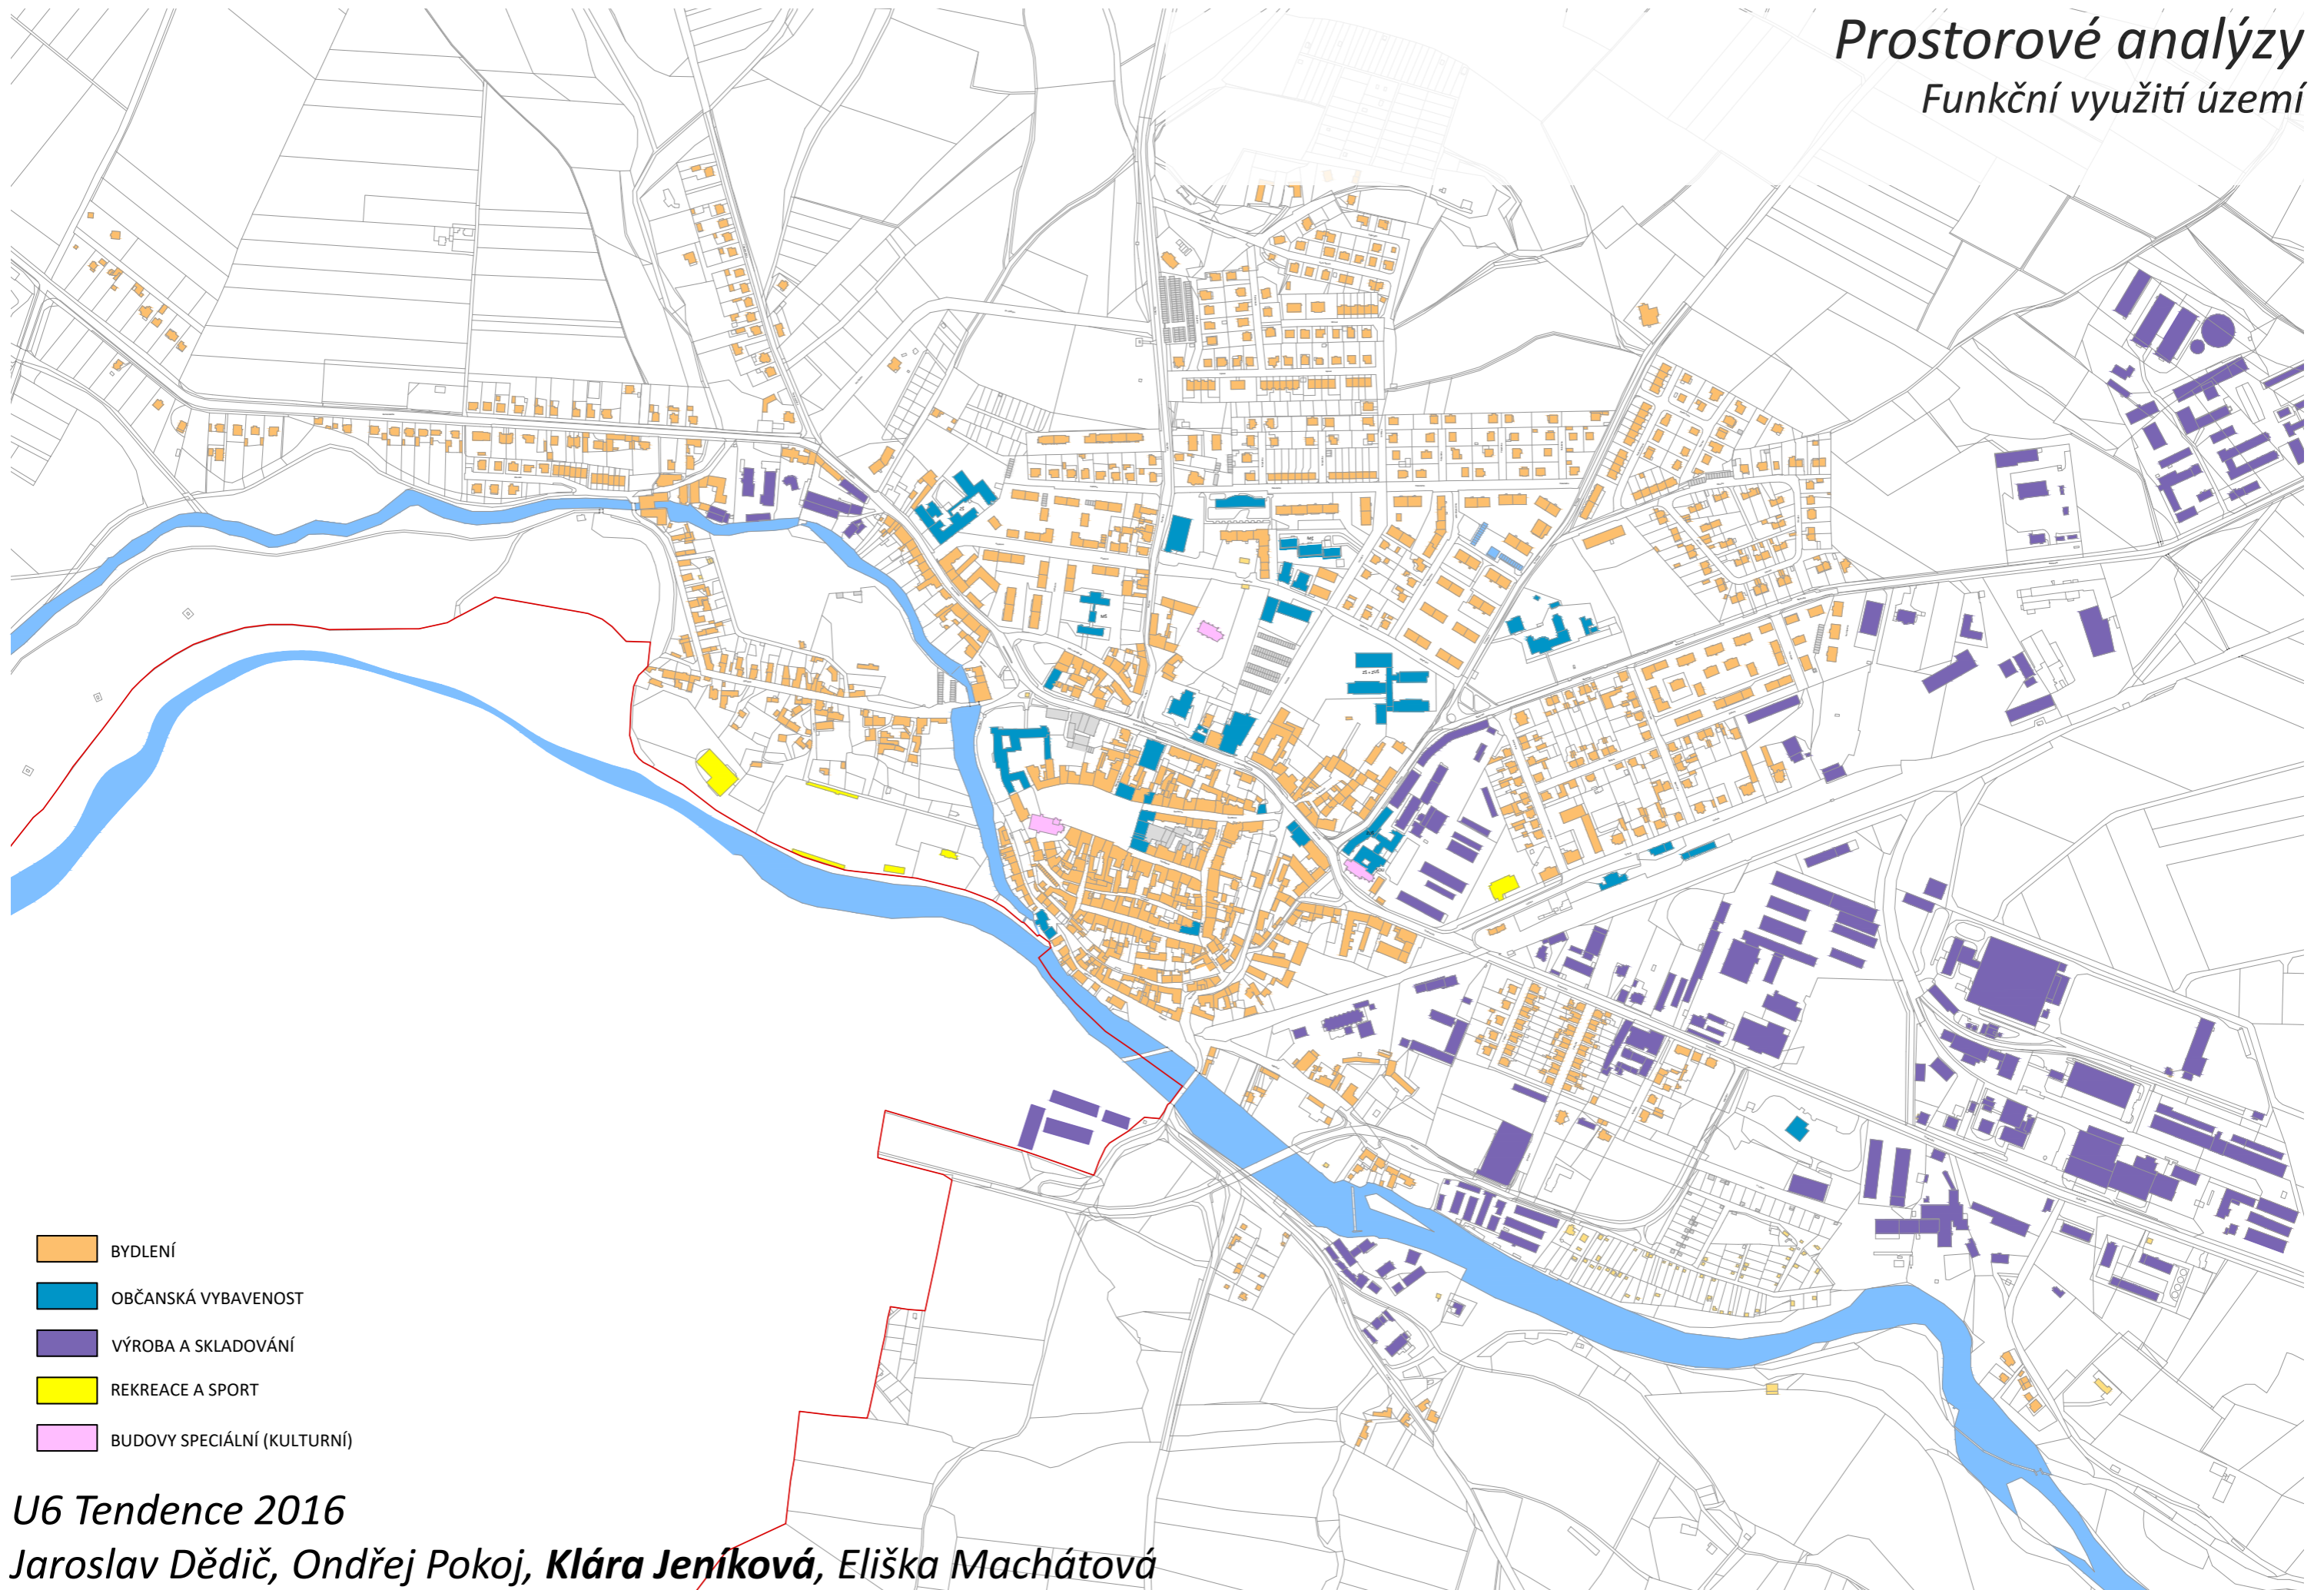 Prostorové analýzy
Funkční využití území
BYDLENÍ
OBČANSKÁ VYBAVENOST
VÝROBA A SKLADOVÁNÍ
REKREACE A SPORT
BUDOVY SPECIÁLNÍ (KULTURNÍ)
U6 Tendence 2016
Jaroslav Dědič, Ondřej Pokoj, Klára Jeníková, Eliška Machátová